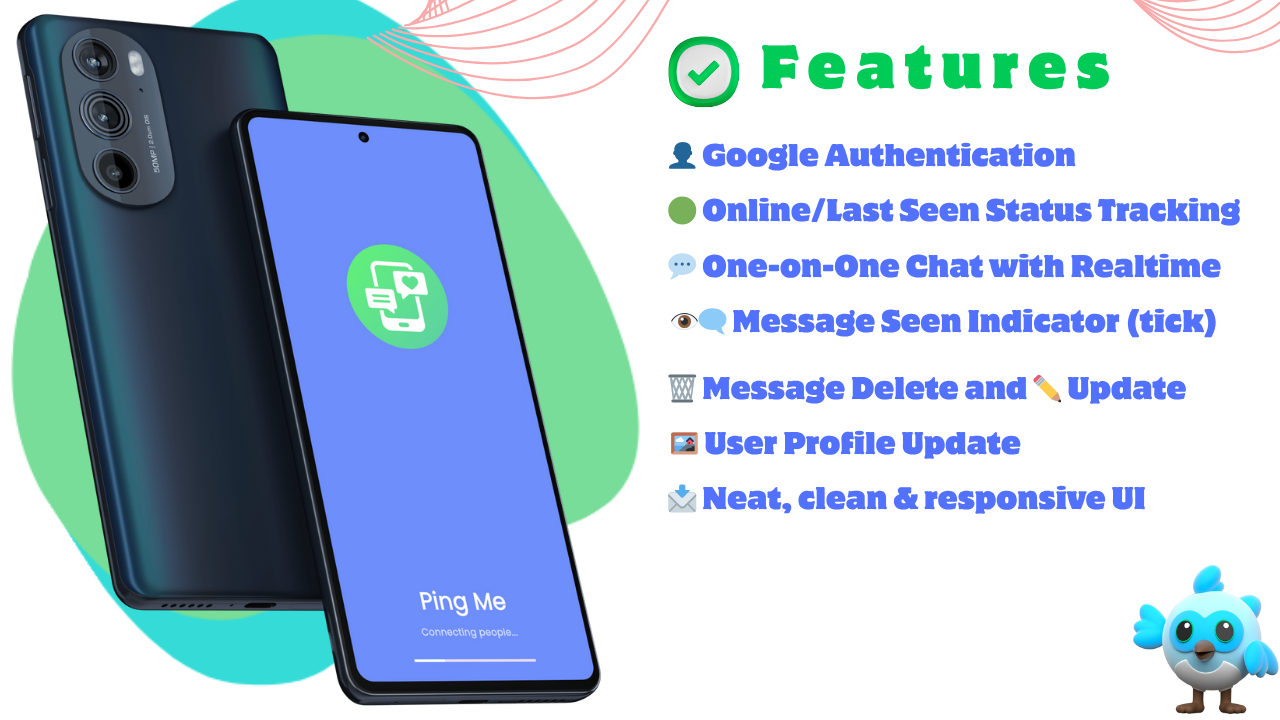 Features
👤 Google Authentication
🟢 Online/Last Seen Status Tracking
💬 One-on-One Chat with Realtime
👁️🗨️ Message Seen Indicator (tick)
🗑️ Message Delete and ✏️ Update
🖼️ User Profile Update
📩 Neat, clean & responsive UI
50MP | 2.0um OIS
Ping Me
Connecting people...